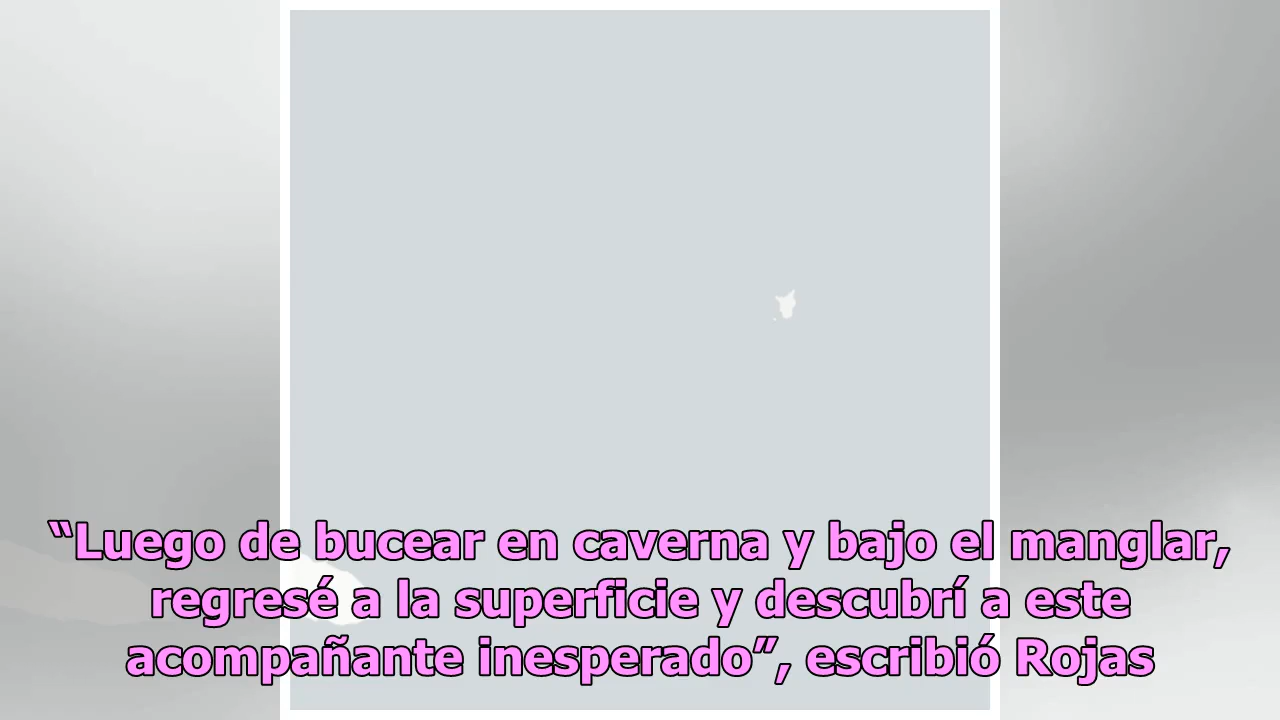 “Luego de bucear en caverna y bajo el manglar,
regresé a la superficie y descubrí a este
acompañante inesperado”, escribió Rojas